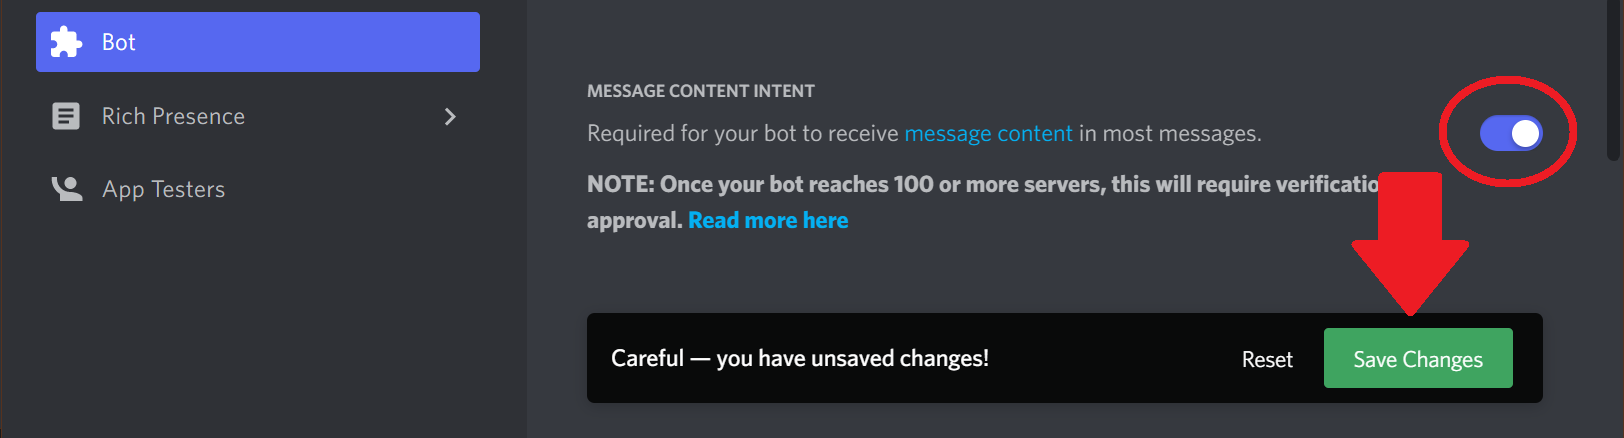 Bot
Rich Presence
App Testers
MESSAGE CONTENT INTENT
Required for your bot to receive message content in most messages.
NOTE: Once your bot reaches 100 or more servers, this will require
approval. Read more here
Careful — you have unsaved changes!
Reset
Save Changes